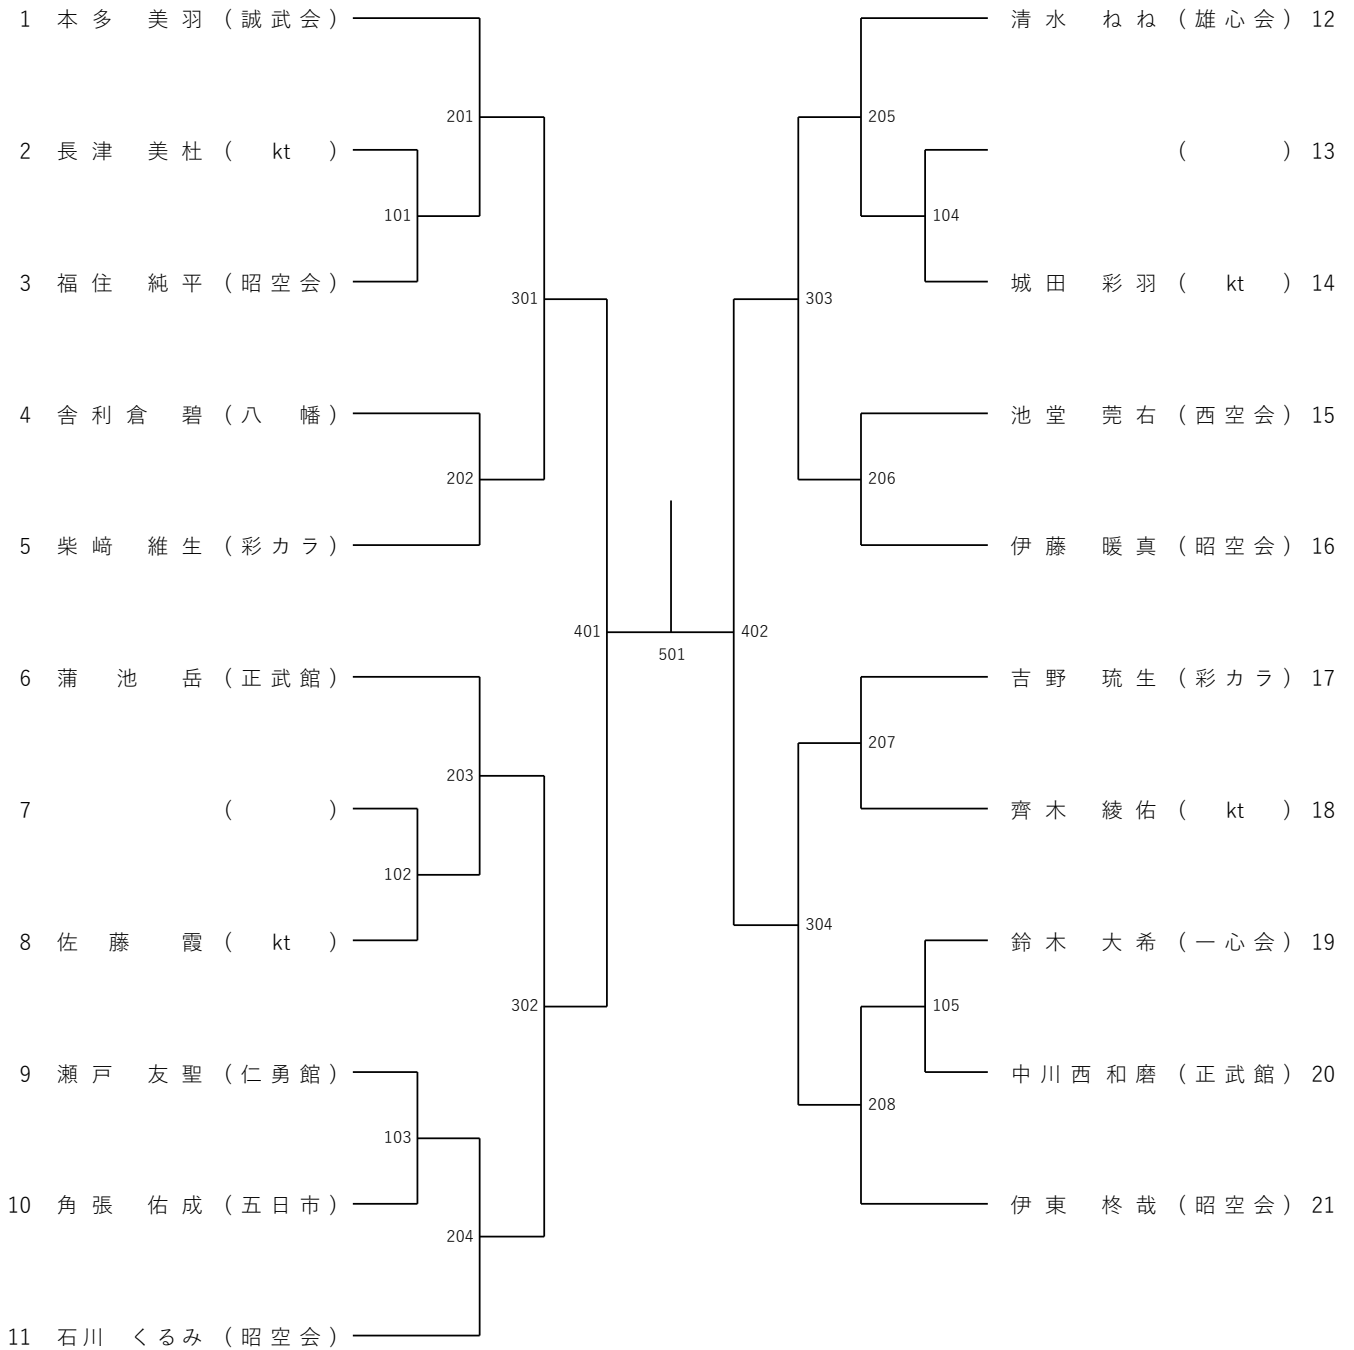 1 本多 美羽 (誠武会)
201
2 長津 美杜 ( kt )
101
3 福住 純平 (昭空会)
301
4 舎利倉 碧 (八 幡)
202
5 柴﨑 維生 (彩カラ)
401
6 蒲池 岳 (正武館)
203
7 ( )
102
8 佐藤 霞 ( kt )
302
9 瀬戸 友聖 (仁勇館)
103
10 角張 佑成 (五日市)
204
11 石川 くるみ (昭空会)
501
清水 ねね (雄心会) 12
205
( ) 13
104
城田 彩羽 ( kt ) 14
303
池堂 莞右 (西空会) 15
206
伊藤 暖真 (昭空会) 16
402
吉野 琉生 (彩カラ) 17
207
齊木 綾佑 ( kt ) 18
304
鈴木 大希 (一心会) 19
105
中川西 和磨 (正武館) 20
208
伊東 柊哉 (昭空会) 21